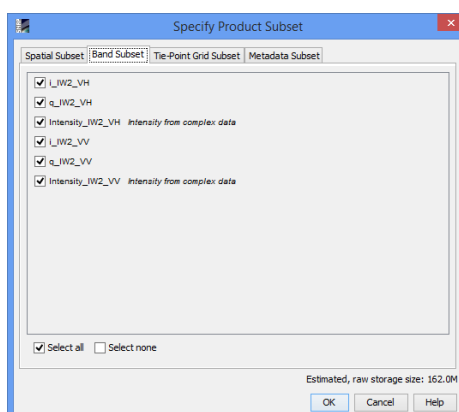 Specify Product Subset
Spatial Subset Band Subset Tie-Point Grid Subset Metadata Subset
i_IW2_VH
q_IW2_VH
Intensity_IW2_VH Intensity from complex data
i_IW2_VV
q_IW2_VV
Intensity_IW2_VV Intensity from complex data
Select all Select none
Estimated, raw storage size: 162.0M
OK Cancel Help